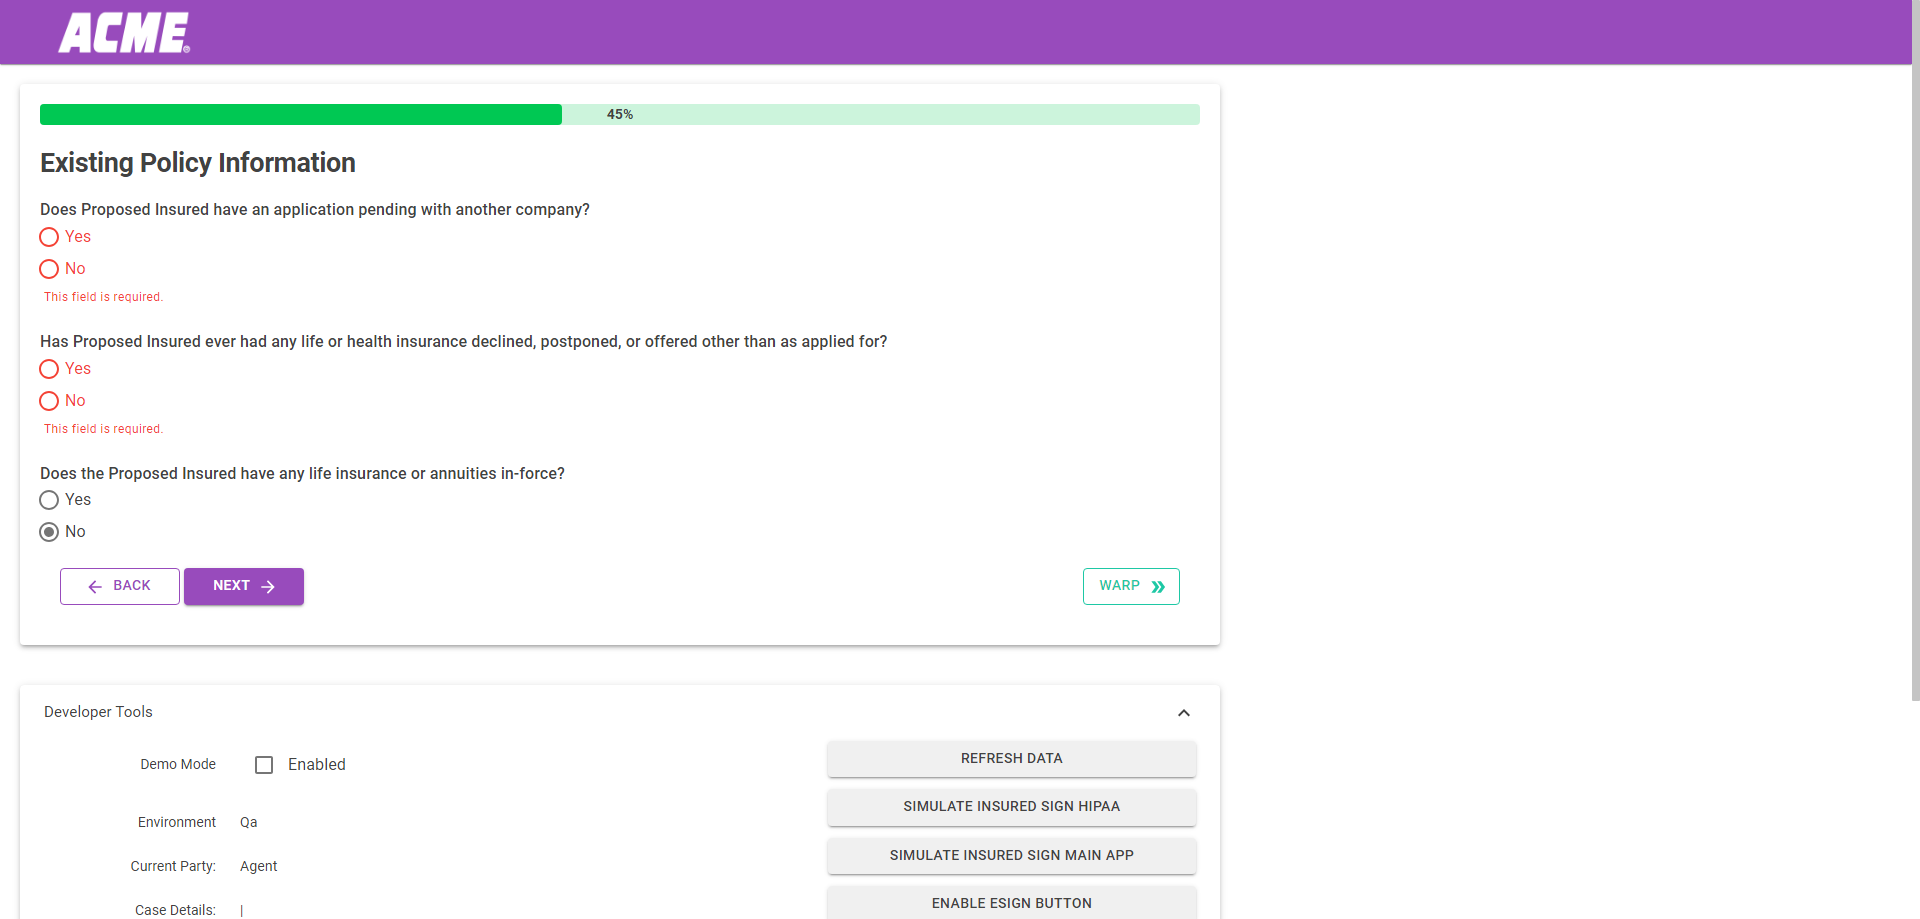 ACME®
45%
Existing Policy Information
Does Proposed Insured have an application pending with another company?
Yes
No
This field is required.
Has Proposed Insured ever had any life or health insurance declined, postponed, or offered other than as applied for?
Yes
No
This field is required.
Does the Proposed Insured have any life insurance or annuities in-force?
Yes
No
BACK NEXT WARP
Developer Tools
Demo Mode Enabled REFRESH DATA
SIMULATE INSURED SIGN HIPAA
Environment Qa
SIMULATE INSURED SIGN MAIN APP
Current Party: Agent
ENABLE ESIGN BUTTON
Case Details: |